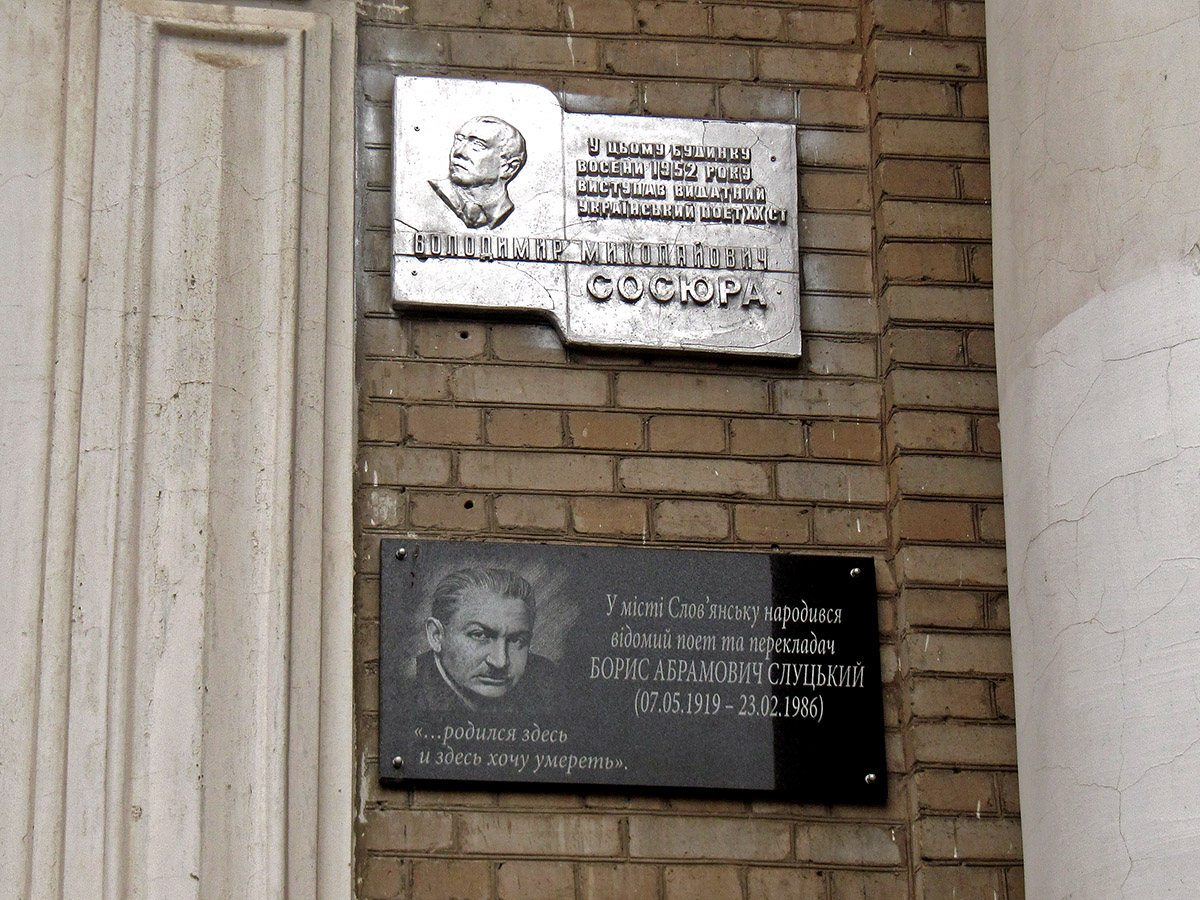 У ЦЬОМУ БУДИНКУ
ВОСЕНИ 1952 РОКУ
ВИСТУПАВ ВИДАТНИЙ
УКРАЇНСЬКИЙ ПОЕТ ХХ СТ
ВОЛОДИМИР МИКОЛАЙОВИЧ
СОСЮРА
У місті Слов’янську народився
відомий поет та перекладач
БОРИС АБРАМОВИЧ СЛУЦЬКИЙ
(07.05.1919 – 23.02.1986)
«...родился здесь
и здесь хочу умереть».